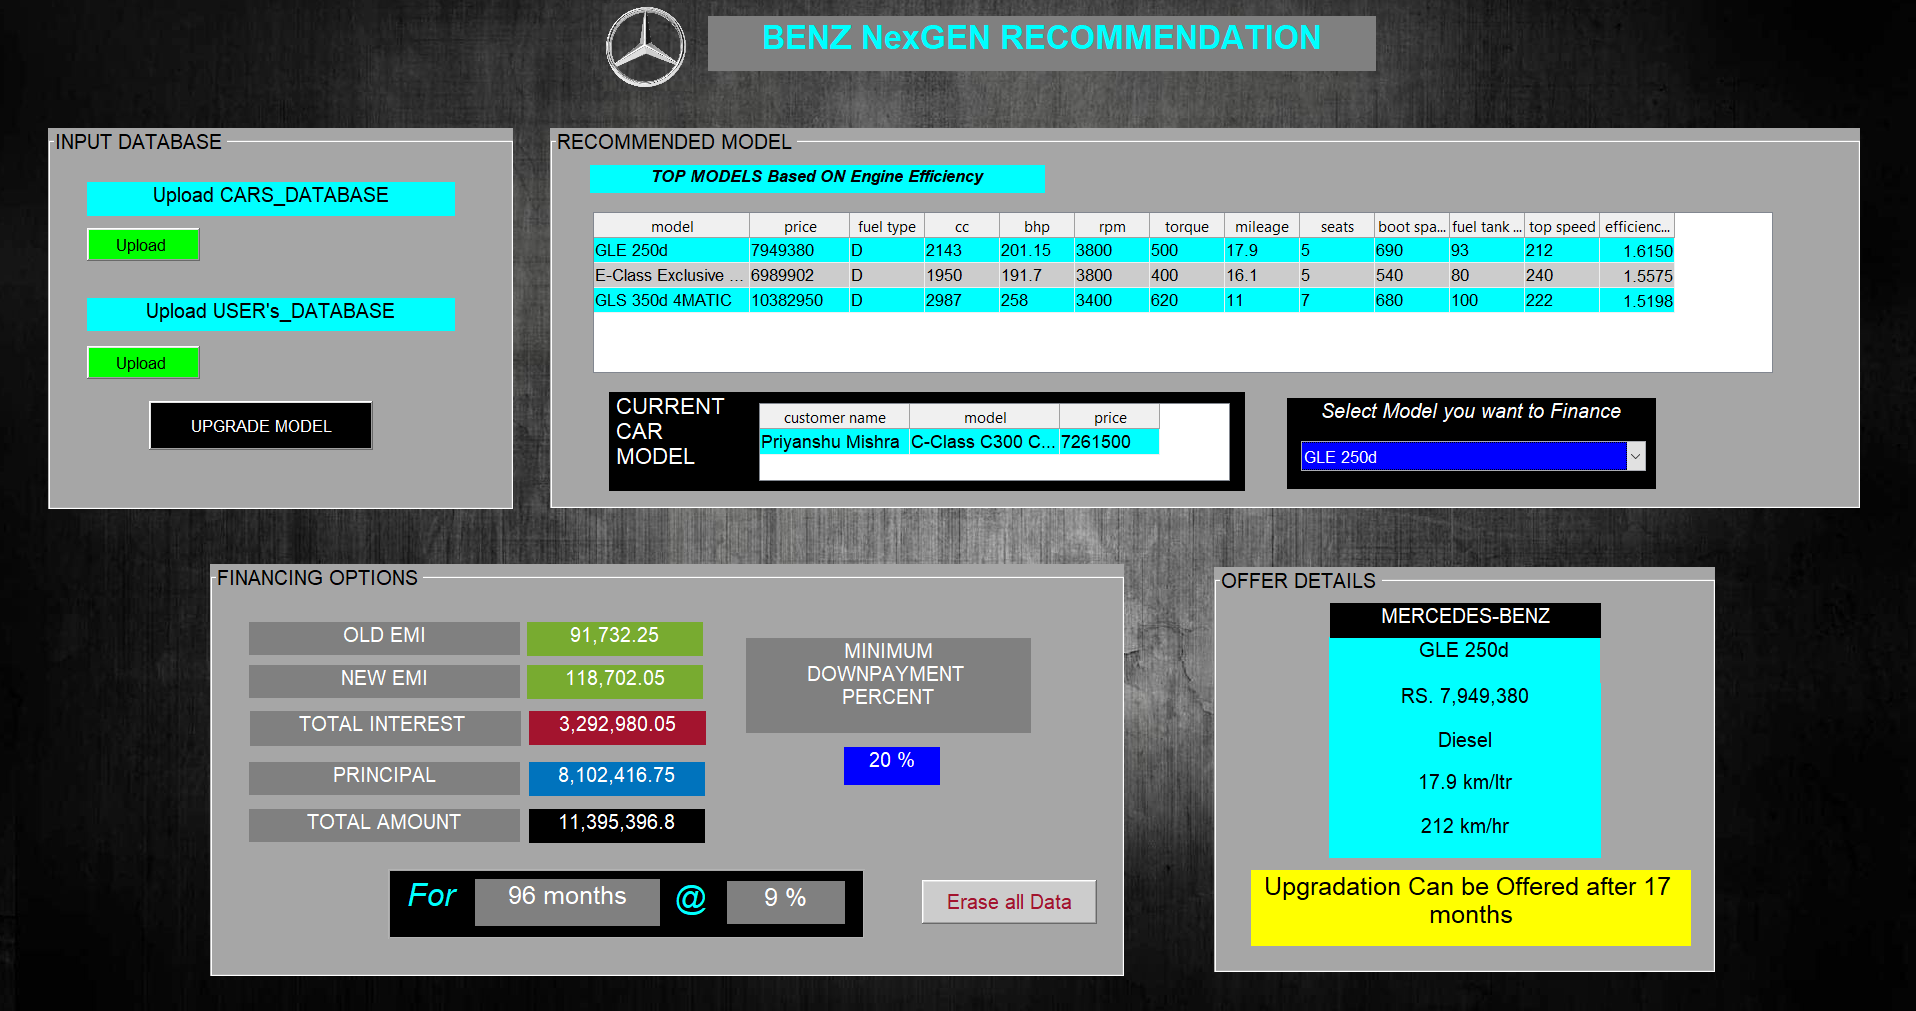 BENZ NexGEN RECOMMENDATION
INPUT DATABASE
Upload CARS_DATABASE
Upload
Upload USER's_DATABASE
Upload
UPGRADE MODEL
RECOMMENDED MODEL
TOP MODELS Based ON Engine Efficiency
model price fuel type cc bhp rpm torque mileage seats boot spa... fuel tank ... top speed efficienc...
GLE 250d 7949380 D 2143 201.15 3800 500 17.9 5 690 93 212 1.6150
E-Class Exclusive ... 6989902 D 1950 191.7 3800 400 16.1 5 540 80 240 1.5575
GLS 350d 4MATIC 10382950 D 2987 258 3400 620 11 7 680 100 222 1.5198
CURRENT
CAR
MODEL
customer name model price
Priyanshu Mishra C-Class C300 C... 7261500
Select Model you want to Finance
GLE 250d
FINANCING OPTIONS
OLD EMI 91,732.25
NEW EMI 118,702.05
TOTAL INTEREST 3,292,980.05
PRINCIPAL 8,102,416.75
TOTAL AMOUNT 11,395,396.8
MINIMUM
DOWNPAYMENT
PERCENT
20 %
For 96 months @ 9 %
Erase all Data
OFFER DETAILS
MERCEDES-BENZ
GLE 250d
RS. 7,949,380
Diesel
17.9 km/ltr
212 km/hr
Upgradation Can be Offered after 17
months